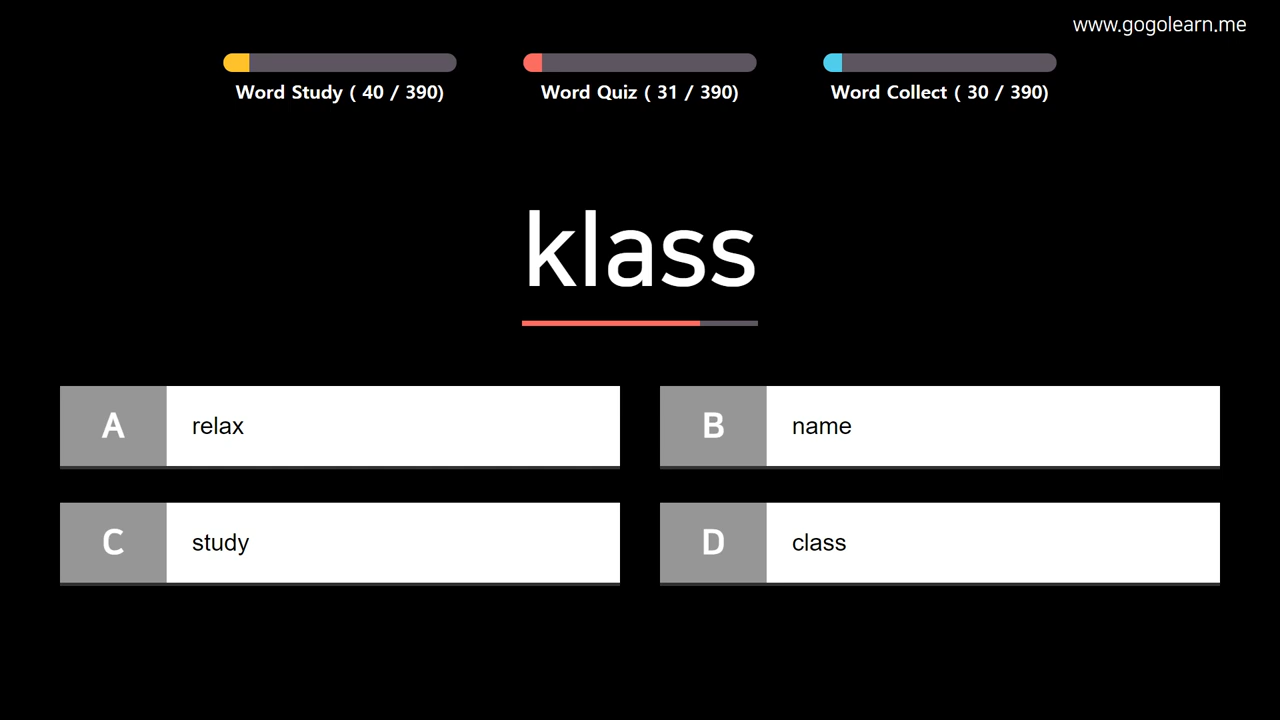 www.gogolearn.me
Word Study ( 40 / 390)
Word Quiz ( 31 / 390)
Word Collect ( 30 / 390)
klass
A relax
B name
C study
D class